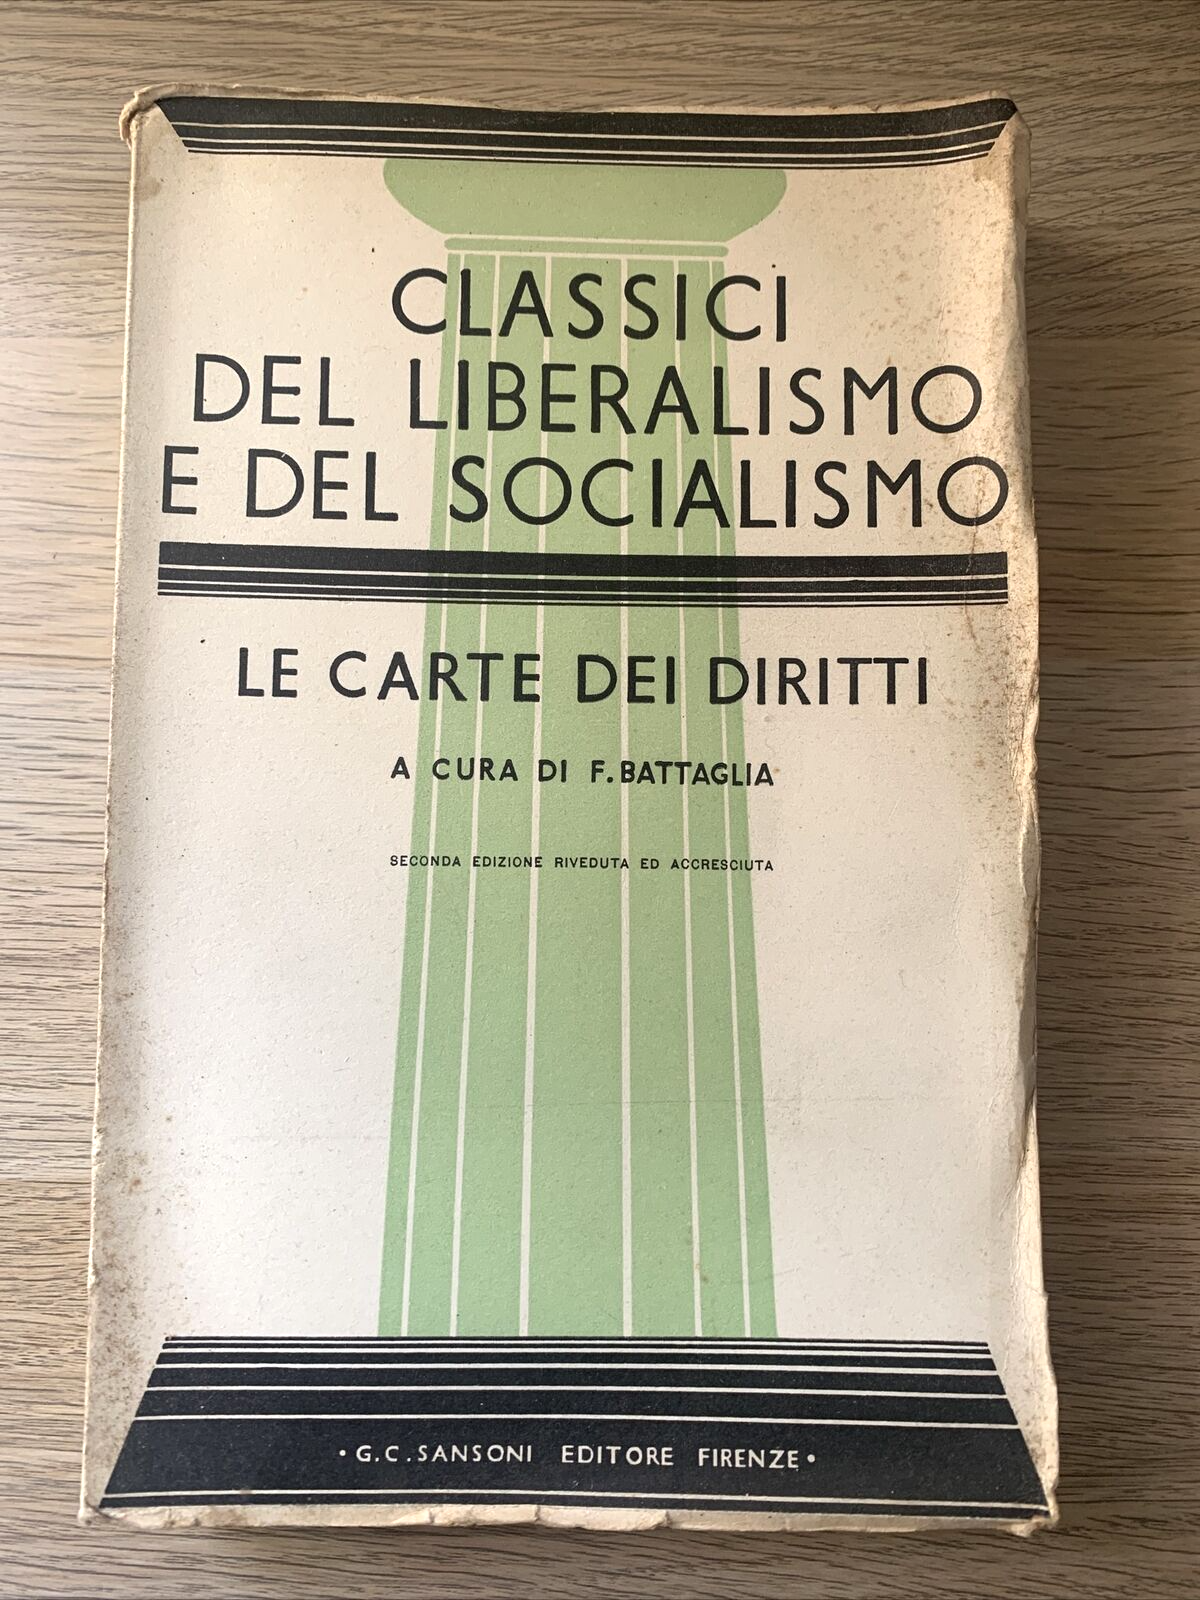 CLASSICI
DEL LIBERALISMO
E DEL SOCIALISMO
LE CARTE DEI DIRITTI
A CURA DI F. BATTAGLIA
SECONDA EDIZIONE RIVEDUTA ED ACCRESCIUTA
• G. C. SANSONI EDITORE FIRENZE •